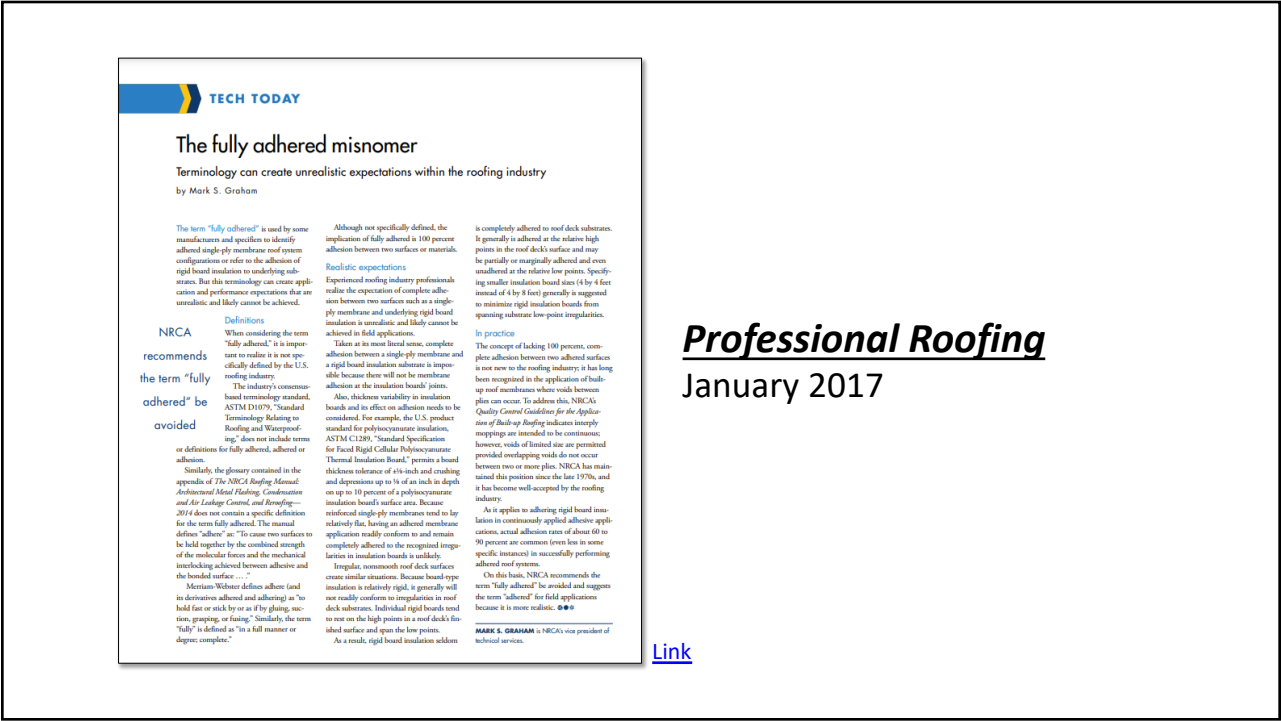 TECH TODAY
The fully adhered misnomer
Terminology can create unrealistic expectations within the roofing industry
by Mark S. Graham
The term “fully adhered” is used by some
manufacturers and specifiers to identify
adhered single-ply membrane roof system
configurations or refer to the adhesion of
rigid board insulation to underlying sub-
strates. But this terminology can create appli-
cation and performance expectations that are
unrealistic and likely cannot be achieved.
NRCA
recommends
the term “fully
adhered” be
avoided
Definitions
When considering the term
“fully adhered,” it is impor-
tant to realize it is not spe-
cifically defined by the U.S.
roofing industry.
The industry’s consensus-
based terminology standard,
ASTM D1079, “Standard
Terminology Relating to
Roofing and Waterproof-
ing,” does not include terms
or definitions for fully adhered, adhered or
adhesion.
Similarly, the glossary contained in the
appendix of The NRCA Roofing Manual:
Architectural Metal Flashing, Condensation
and Air Leakage Control, and Reroofing—
2014 does not contain a specific definition
for the term fully adhered. The manual
defines “adhere” as: “To cause two surfaces to
be held together by the combined strength
of the molecular forces and the mechanical
interlocking achieved between adhesive and
the bonded surface … .”
Merriam-Webster defines adhere (and
its derivatives adhered and adhering) as “to
hold fast or stick by or as if by gluing, suc-
tion, grasping, or fusing.” Similarly, the term
“fully” is defined as “in a full manner or
degree; complete.”
Although not specifically defined, the
implication of fully adhered is 100 percent
adhesion between two surfaces or materials.
Realistic expectations
Experienced roofing industry professionals
realize the expectation of complete adhe-
sion between two surfaces such as a single-
ply membrane and underlying rigid board
insulation is unrealistic and likely cannot be
achieved in field applications.
Taken at its most literal sense, complete
adhesion between a single-ply membrane and
a rigid board insulation substrate is impos-
sible because there will not be membrane
adhesion at the insulation boards’ joints.
Also, thickness variability in insulation
boards and its effect on adhesion needs to be
considered. For example, the U.S. product
standard for polyisocyanurate insulation,
ASTM C1289, “Standard Specification
for Faced Rigid Cellular Polyisocyanurate
Thermal Insulation Board,” permits a board
thickness tolerance of ±⅛-inch and crushing
and depressions up to ⅛ of an inch in depth
on up to 10 percent of a polyisocyanurate
insulation board’s surface area. Because
reinforced single-ply membranes tend to lay
relatively flat, having an adhered membrane
application readily conform to and remain
completely adhered to the recognized irregu-
larities in insulation boards is unlikely.
Irregular, nonsmooth roof deck surfaces
create similar situations. Because board-type
insulation is relatively rigid, it generally will
not readily conform to irregularities in roof
deck substrates. Individual rigid boards tend
to rest on the high points in a roof deck’s fin-
ished surface and span the low points.
As a result, rigid board insulation seldom
is completely adhered to roof deck substrates.
It generally is adhered at the relative high
points in the roof deck’s surface and may
be partially or marginally adhered and even
unadhered at the relative low points. Specify-
ing smaller insulation board sizes (4 by 4 feet
instead of 4 by 8 feet) generally is suggested
to minimize rigid insulation boards from
spanning substrate low-point irregularities.
In practice
The concept of lacking 100 percent, com-
plete adhesion between two adhered surfaces
is not new to the roofing industry; it has long
been recognized in the application of built-
up roof membranes where voids between
plies can occur. To address this, NRCA’s
Quality Control Guidelines for the Applica-
tion of Built-up Roofing indicates interply
moppings are intended to be continuous;
however, voids of limited size are permitted
provided overlapping voids do not occur
between two or more plies. NRCA has main-
tained this position since the late 1970s, and
it has become well-accepted by the roofing
industry.
As it applies to adhering rigid board insu-
lation in continuously applied adhesive appli-
cations, actual adhesion rates of about 60 to
90 percent are common (even less in some
specific instances) in successfully performing
adhered roof systems.
On this basis, NRCA recommends the
term “fully adhered” be avoided and suggests
the term “adhered” for field applications
because it is more realistic.
MARK S. GRAHAM is NRCA’s vice president of
technical services.
Professional Roofing
January 2017
Link